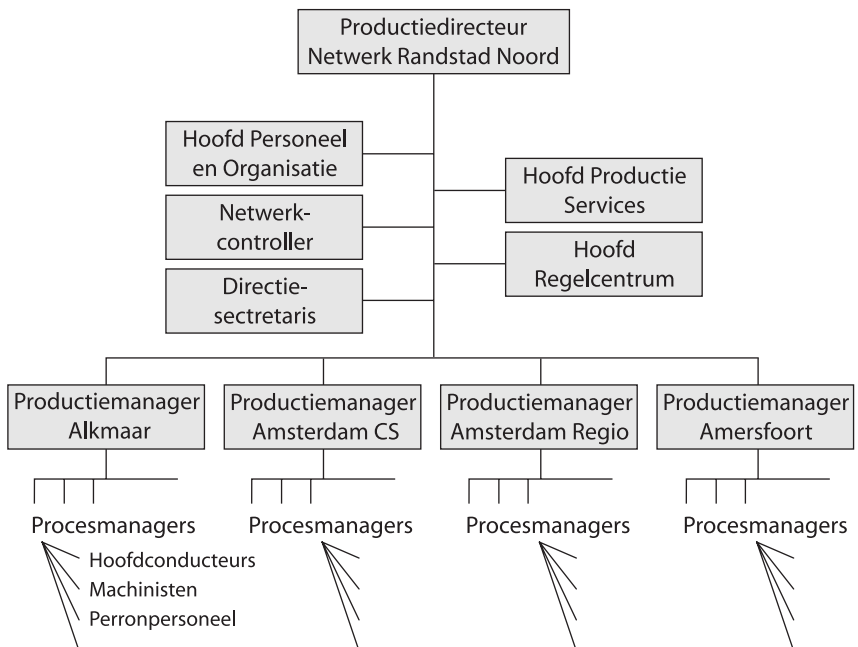 Productiedirecteur
Netwerk Randstad Noord
Hoofd Personeel
en Organisatie
Netwerk-
controller
Directie-
sectretaris
Hoofd Productie
Services
Hoofd
Regelcentrum
Productiemanager
Alkmaar
Productiemanager
Amsterdam CS
Productiemanager
Amsterdam Regio
Productiemanager
Amersfoort
Procesmanagers
Procesmanagers
Procesmanagers
Procesmanagers
Hoofdconducteurs
Machinisten
Perronpersoneel